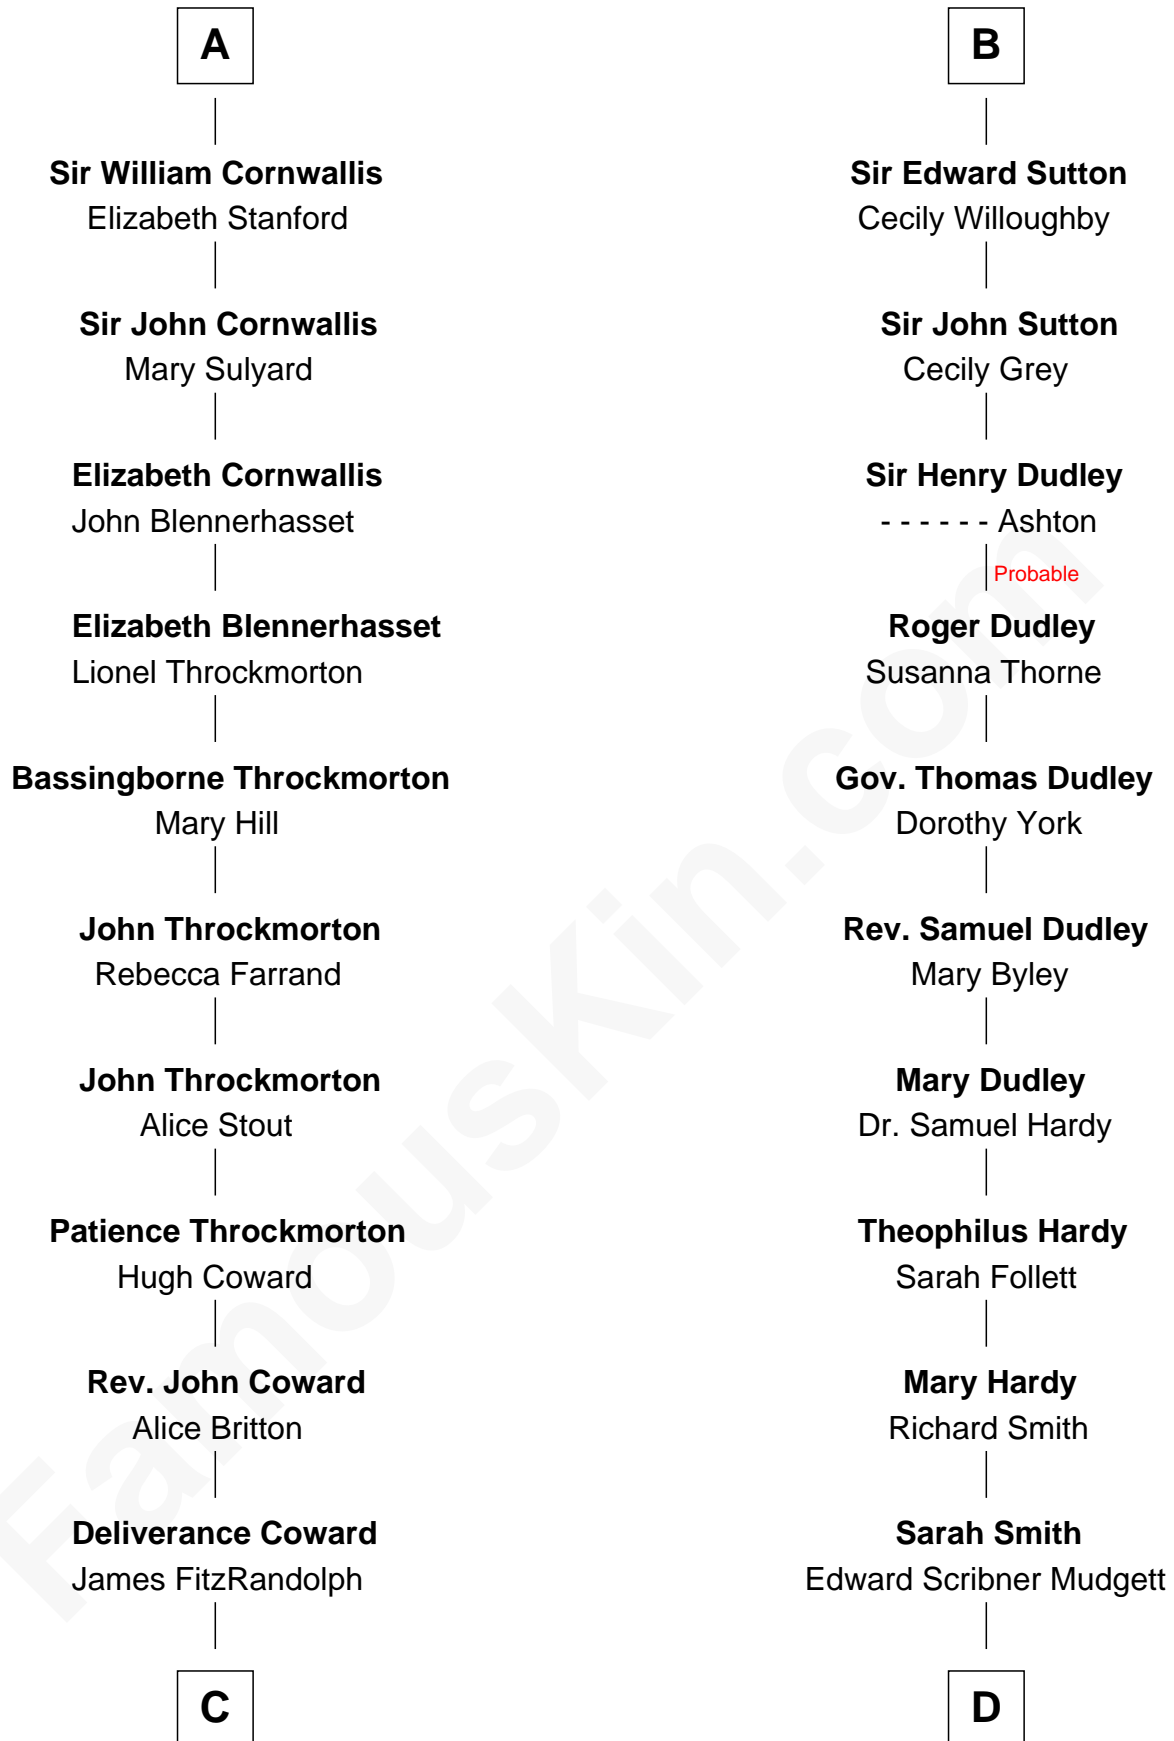 A
Sir William Cornwallis
Elizabeth Stanford
Sir John Cornwallis
Mary Sulyard
Elizabeth Cornwallis
John Blennerhasset
Elizabeth Blennerhasset
Lionel Throckmorton
Bassingborne Throckmorton
Mary Hill
John Throckmorton
Rebecca Farrand
John Throckmorton
Alice Stout
Patience Throckmorton
Hugh Coward
Rev. John Coward
Alice Britton
Deliverance Coward
James FitzRandolph
C
B
Sir Edward Sutton
Cecily Willoughby
Sir John Sutton
Cecily Grey
Sir Henry Dudley
- - - - - - Ashton
Probable
Roger Dudley
Susanna Thorne
Gov. Thomas Dudley
Dorothy York
Rev. Samuel Dudley
Mary Byley
Mary Dudley
Dr. Samuel Hardy
Theophilus Hardy
Sarah Follett
Mary Hardy
Richard Smith
Sarah Smith
Edward Scribner Mudgett
D
FamousKin.com